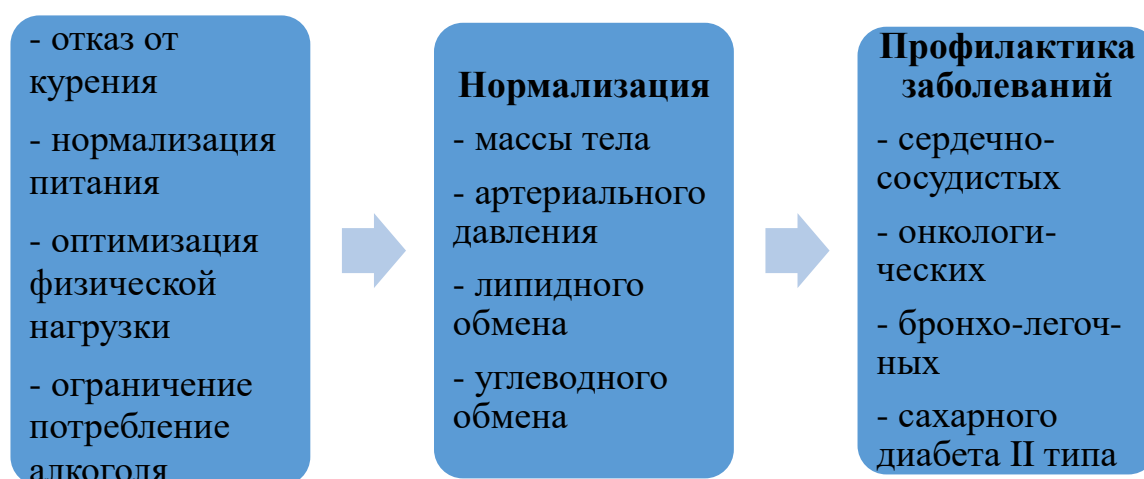 - отказ от
курения
- нормализация
питания
- оптимизация
физической
нагрузки
- ограничение
потребление
алкоголя
Нормализация
- массы тела
- артериального
давления
- липидного
обмена
- углеводного
обмена
Профилактика
заболеваний
- сердечно-
сосудистых
- онкологи-
ческих
- бронхо-легоч-
ных
- сахарного
диабета II типа